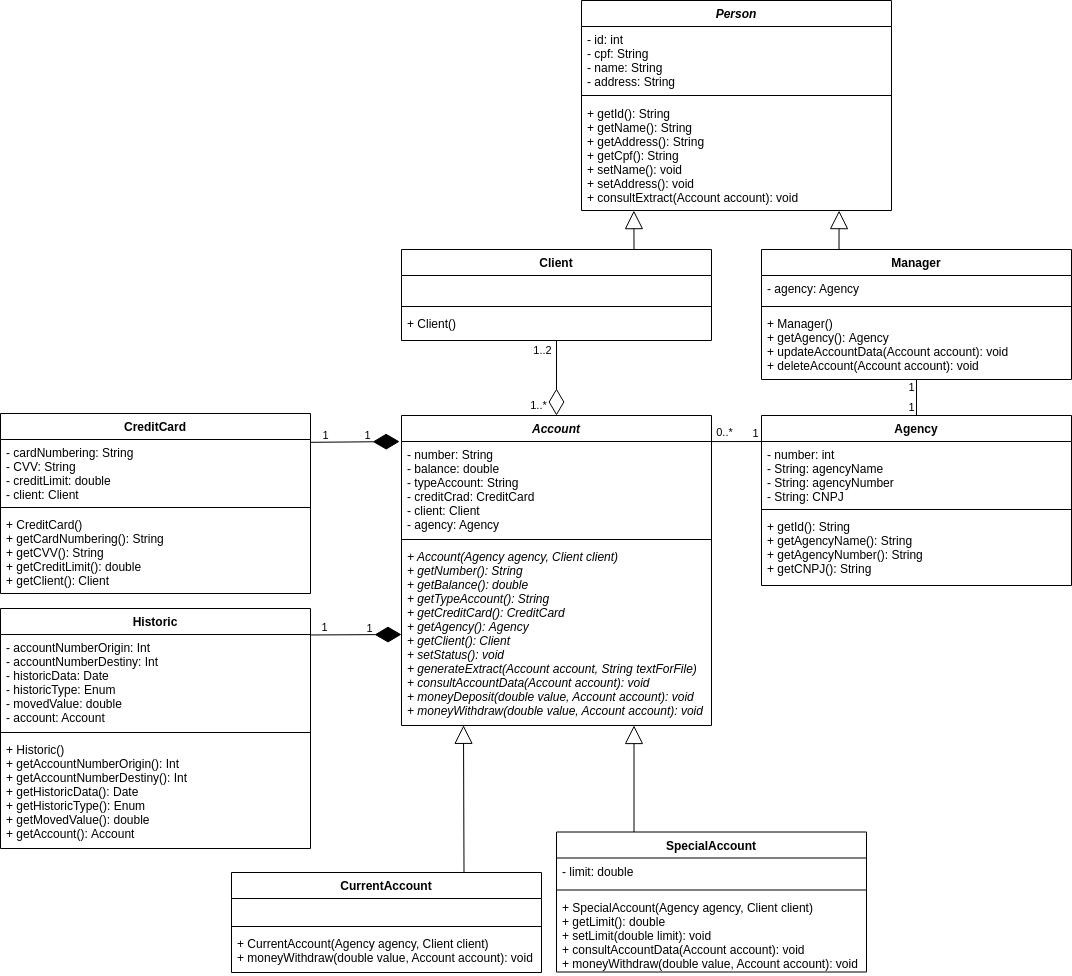 Person
- id: int
- cpf: String
- name: String
- address: String
+ getId(): String
+ getName(): String
+ getAddress(): String
+ getCpf(): String
+ setName(): void
+ setAddress(): void
+ consultExtract(Account account): void
Client
+ Client()
Manager
- agency: Agency
+ Manager()
+ getAgency(): Agency
+ updateAccountData(Account account): void
+ deleteAccount(Account account): void
1..2
1..*
1
1
CreditCard
- cardNumbering: String
- CVV: String
- creditLimit: double
- client: Client
+ CreditCard()
+ getCardNumbering(): String
+ getCVV(): String
+ getCreditLimit(): double
+ getClient(): Client
1
1
Account
- number: String
- balance: double
- typeAccount: String
- creditCrad: CreditCard
- client: Client
- agency: Agency
+ Account(Agency agency, Client client)
+ getNumber(): String
+ getBalance(): double
+ getTypeAccount(): String
+ getCreditCard(): CreditCard
+ getAgency(): Agency
+ getClient(): Client
+ setStatus(): void
+ generateExtract(Account account, String textForFile)
+ consultAccountData(Account account): void
+ moneyDeposit(double value, Account account): void
+ moneyWithdraw(double value, Account account): void
0..*
1
Agency
- number: int
- String: agencyName
- String: agencyNumber
- String: CNPJ
+ getId(): String
+ getAgencyName(): String
+ getAgencyNumber(): String
+ getCNPJ(): String
Historic
- accountNumberOrigin: Int
- accountNumberDestiny: Int
- historicData: Date
- historicType: Enum
- movedValue: double
- account: Account
+ Historic()
+ getAccountNumberOrigin(): Int
+ getAccountNumberDestiny(): Int
+ getHistoricData(): Date
+ getHistoricType(): Enum
+ getMovedValue(): double
+ getAccount(): Account
1
1
CurrentAccount
+ CurrentAccount(Agency agency, Client client)
+ moneyWithdraw(double value, Account account): void
SpecialAccount
- limit: double
+ SpecialAccount(Agency agency, Client client)
+ getLimit(): double
+ setLimit(double limit): void
+ consultAccountData(Account account): void
+ moneyWithdraw(double value, Account account): void